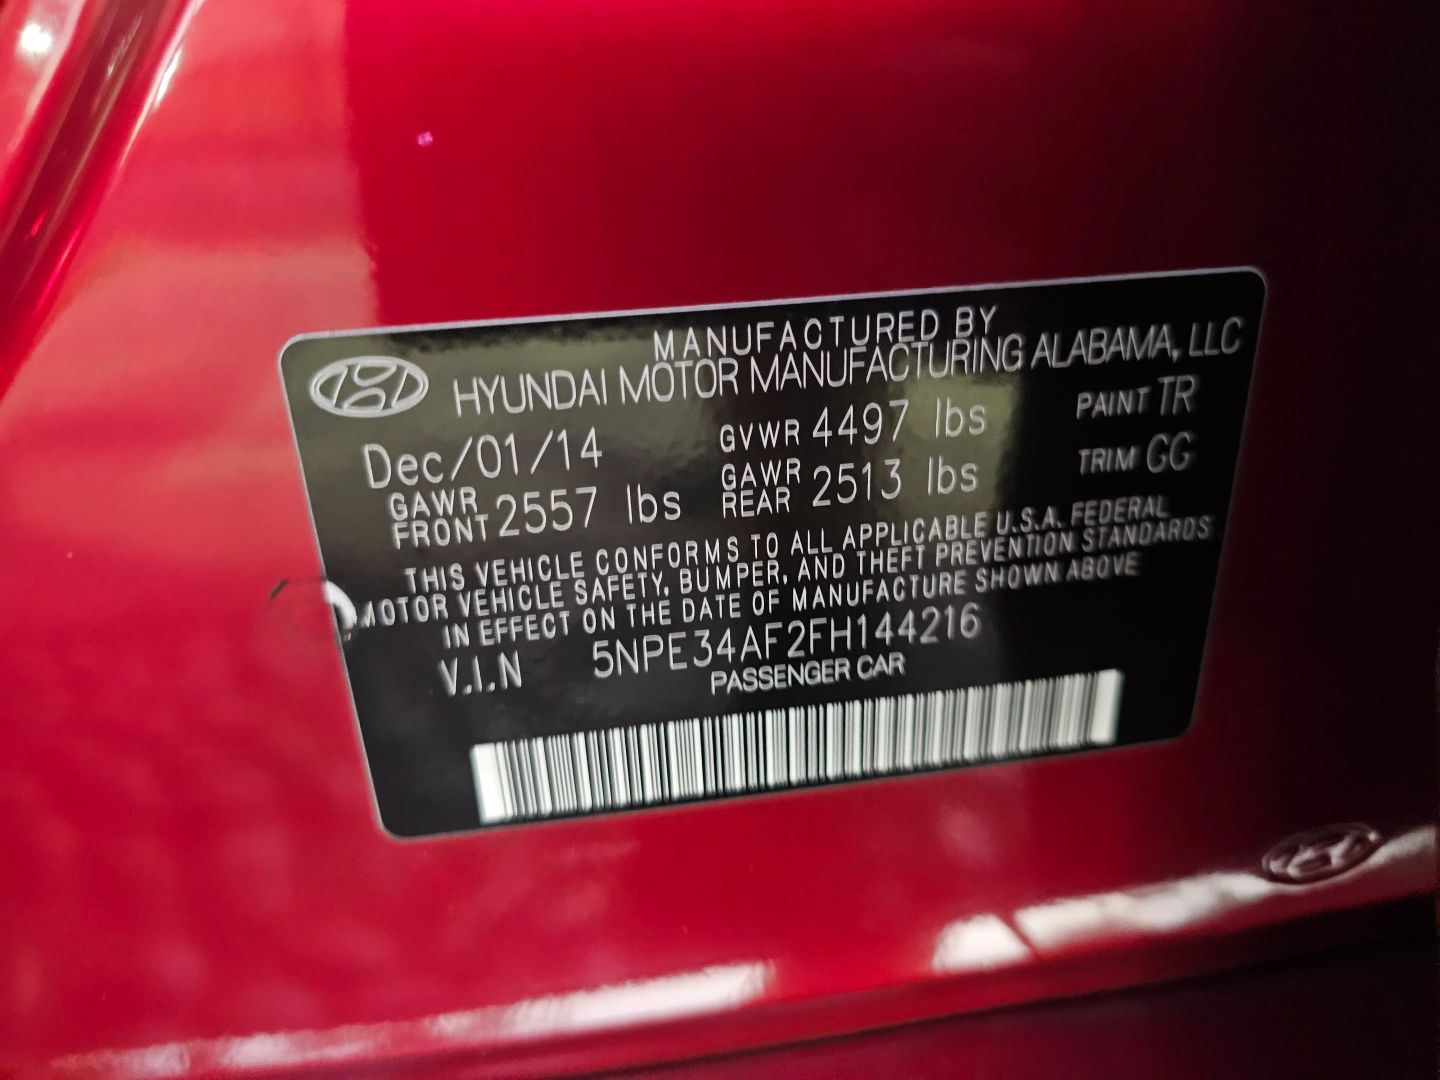 MANUFACTURED BY
HYUNDAI MOTOR MANUFACTURING ALABAMA, LLC
Dec/01/14 GVWR 4497 lbs PAINT TR
GAWR FRONT 2557 lbs GAWR REAR 2513 lbs TRIM GG
THIS VEHICLE CONFORMS TO ALL APPLICABLE U.S.A. FEDERAL
MOTOR VEHICLE SAFETY, BUMPER, AND THEFT PREVENTION STANDARDS
IN EFFECT ON THE DATE OF MANUFACTURE SHOWN ABOVE
V.I.N 5NPE34AF2FH144216
PASSENGER CAR